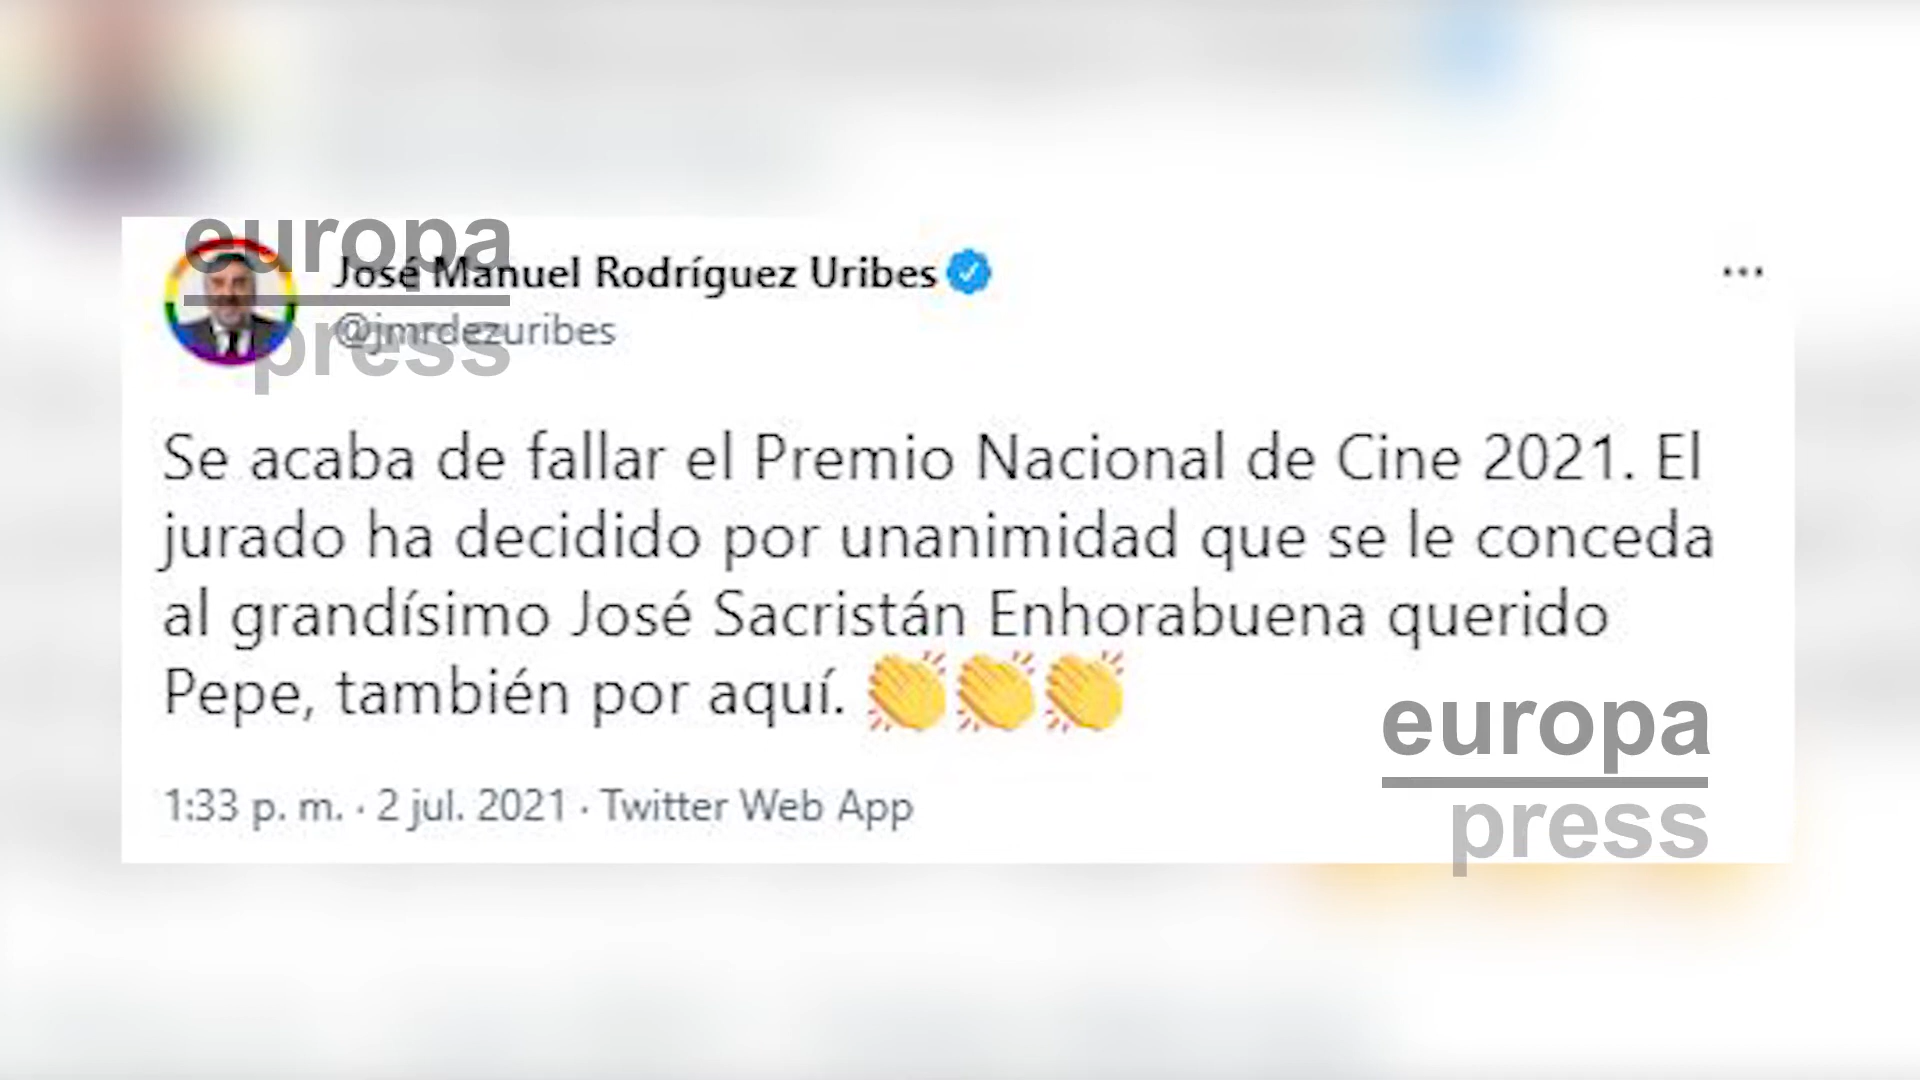 europa
press
José Manuel Rodríguez Uribes
@jmrdezuribes
Se acaba de fallar el Premio Nacional de Cine 2021. El
jurado ha decidido por unanimidad que se le conceda
al grandísimo José Sacristán Enhorabuena querido
Pepe, también por aquí. 👏👏👏
1:33 p. m. · 2 jul. 2021 · Twitter Web App
europa
press